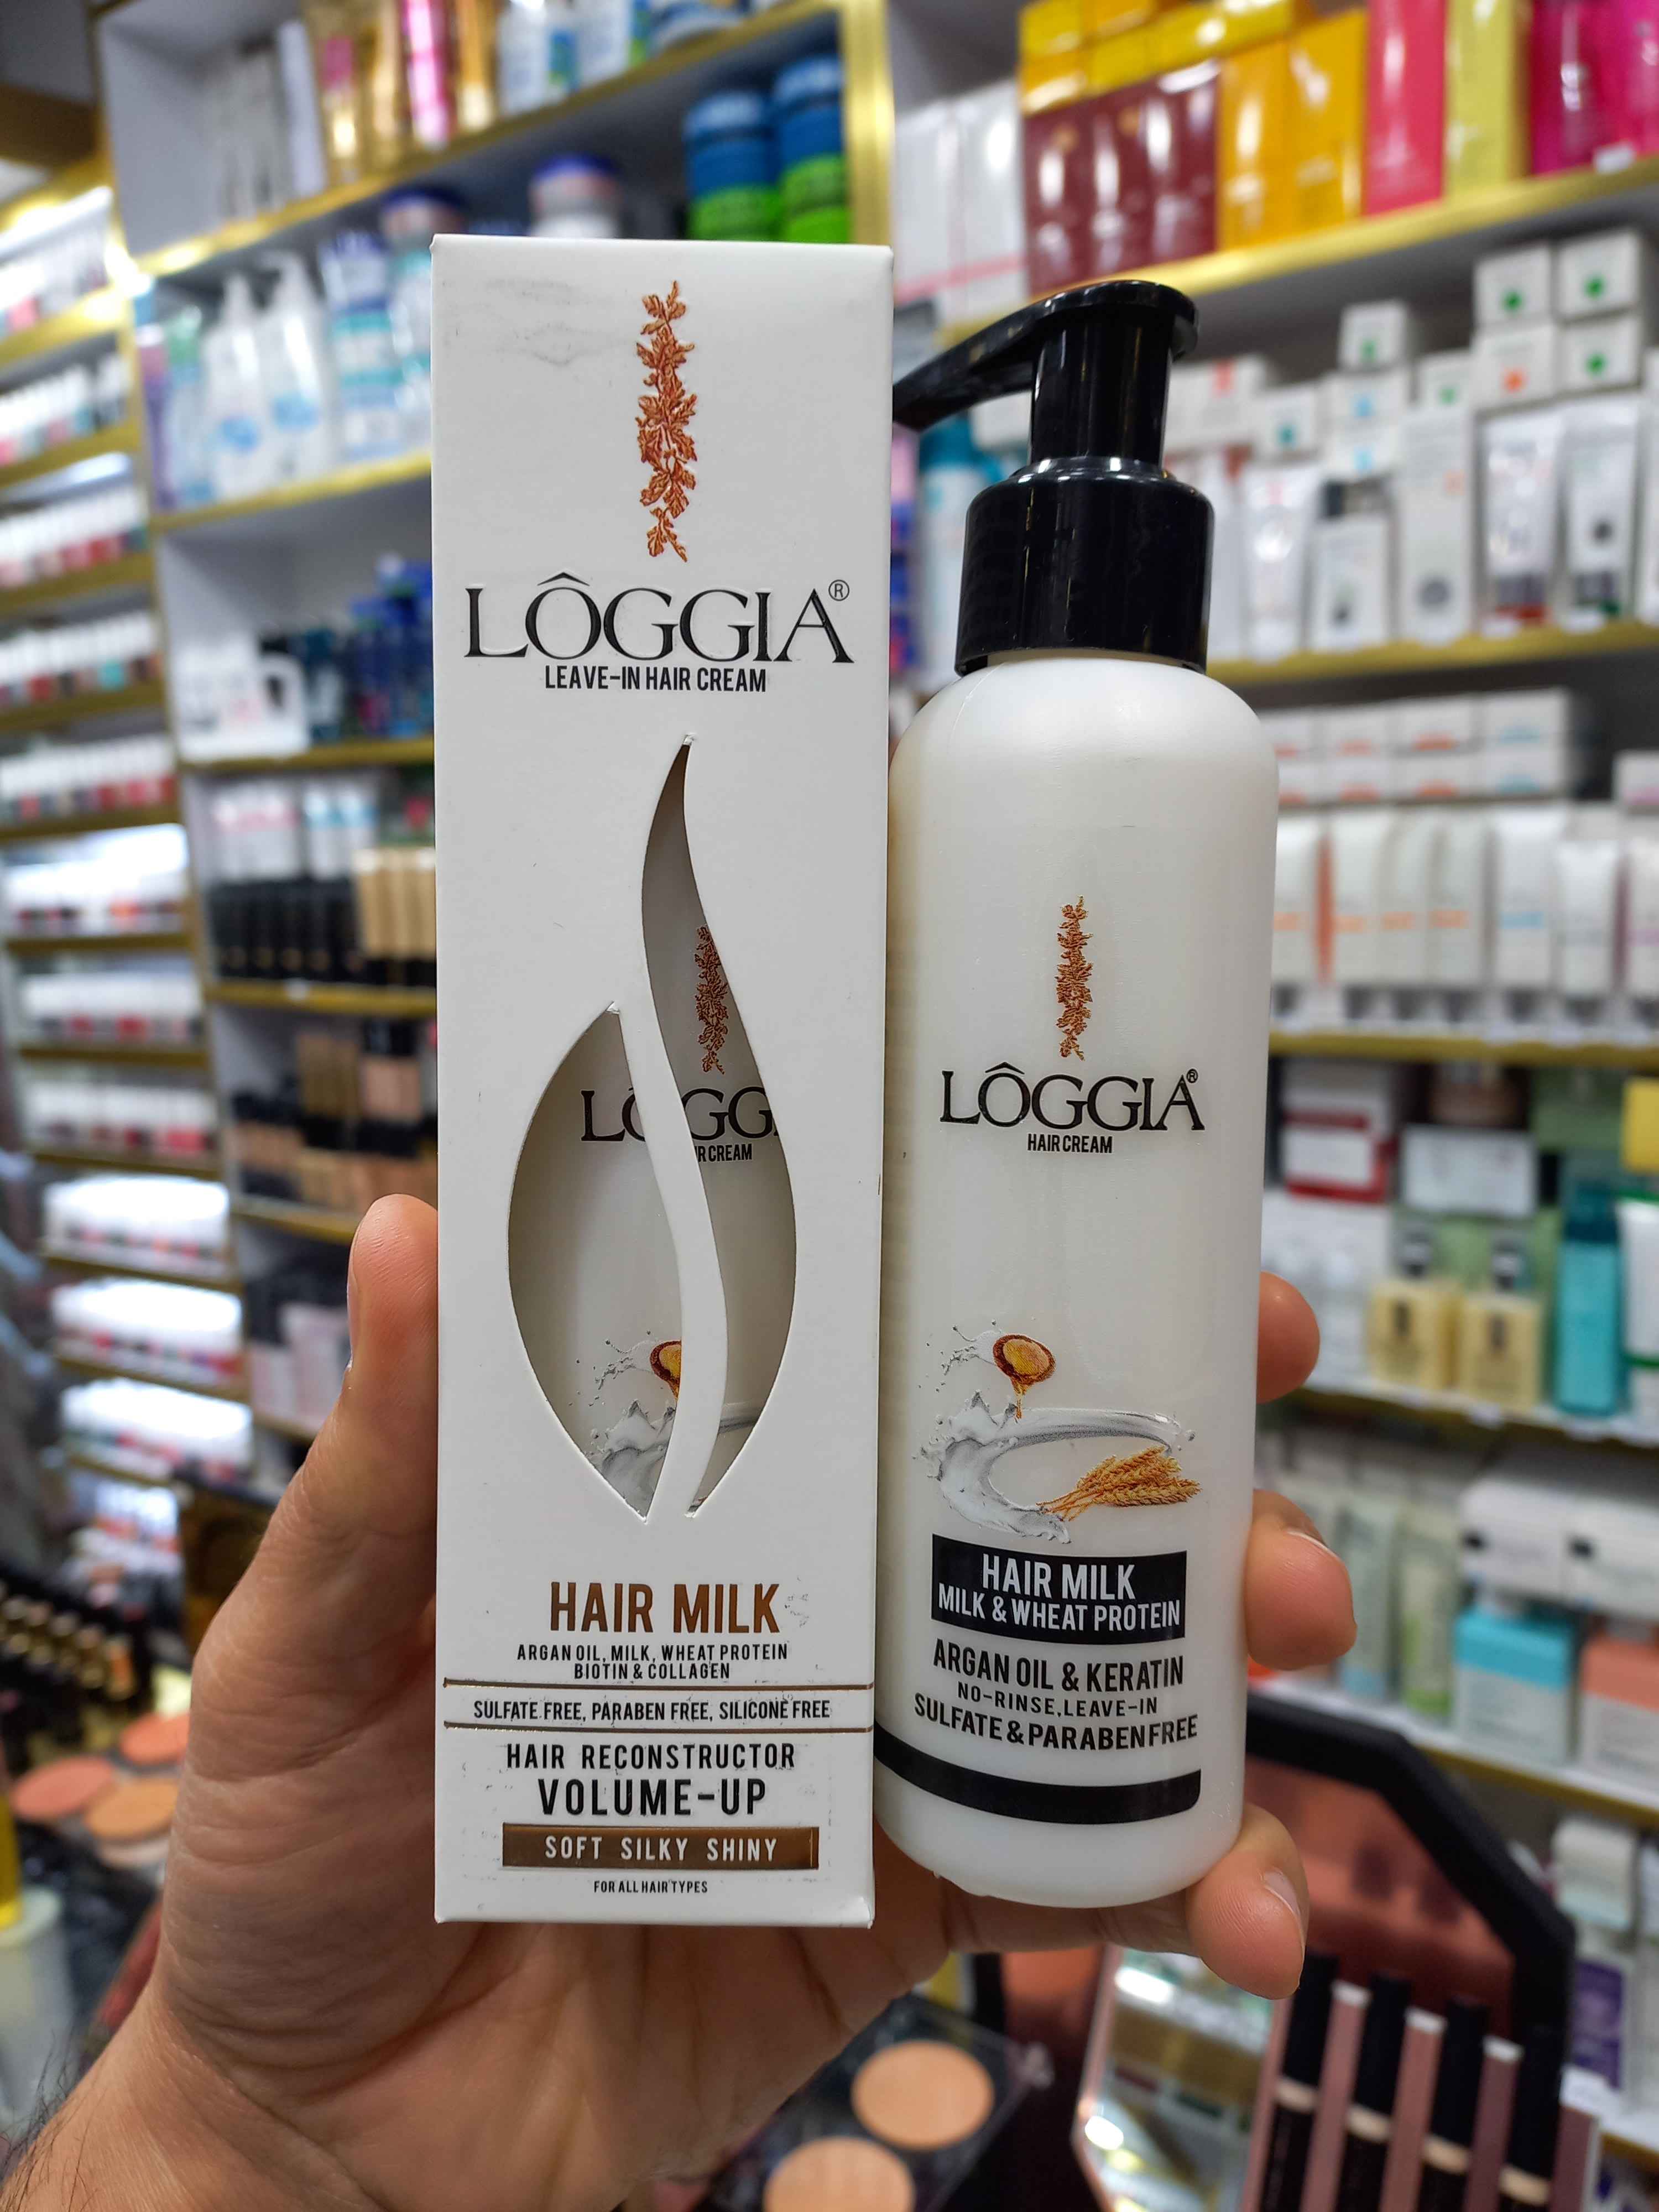 LÔGGIA®
LEAVE-IN HAIR CREAM
LÔGG
IR CREAM
HAIR MILK
ARGAN OIL, MILK, WHEAT PROTEIN
BIOTIN & COLLAGEN
SULFATE FREE, PARABEN FREE, SILICONE FREE
HAIR RECONSTRUCTOR
VOLUME-UP
SOFT SILKY SHINY
FOR ALL HAIR TYPES
LÔGGIA®
HAIR CREAM
HAIR MILK
MILK & WHEAT PROTEIN
ARGAN OIL & KERATIN
NO-RINSE, LEAVE-IN
SULFATE & PARABEN FREE